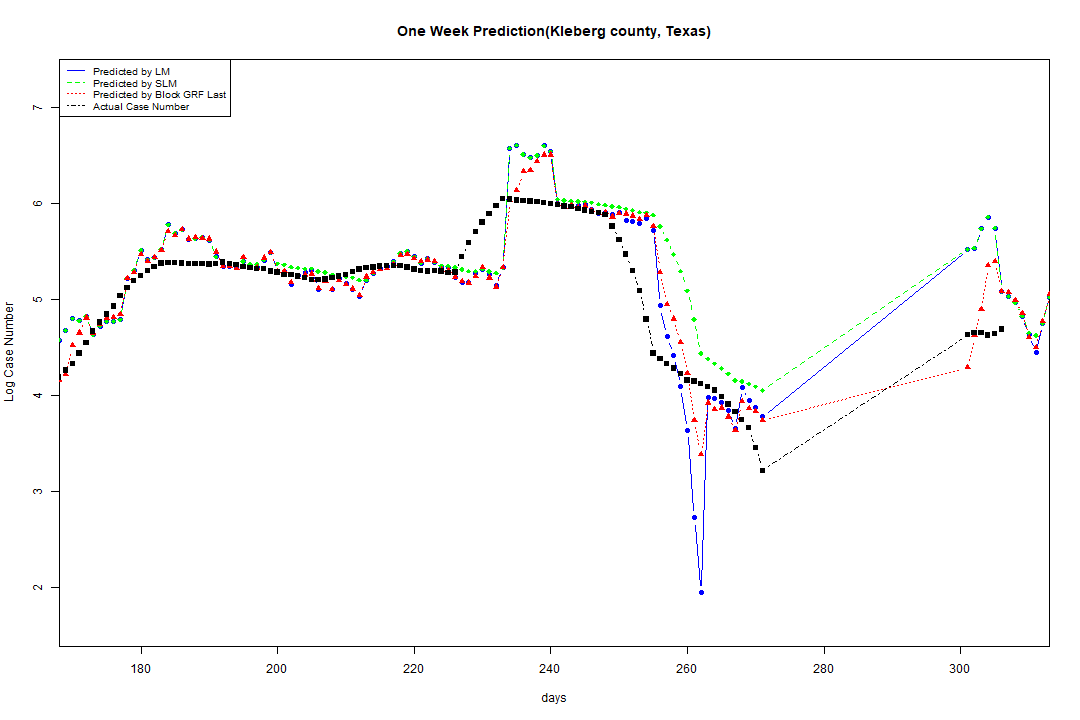 One Week Prediction(Kleberg county, Texas)
Predicted by LM
Predicted by SLM
Predicted by Block GRF Last
Actual Case Number
7
6
5
4
3
2
Log Case Number
180 200 220 240 260 280 300
days